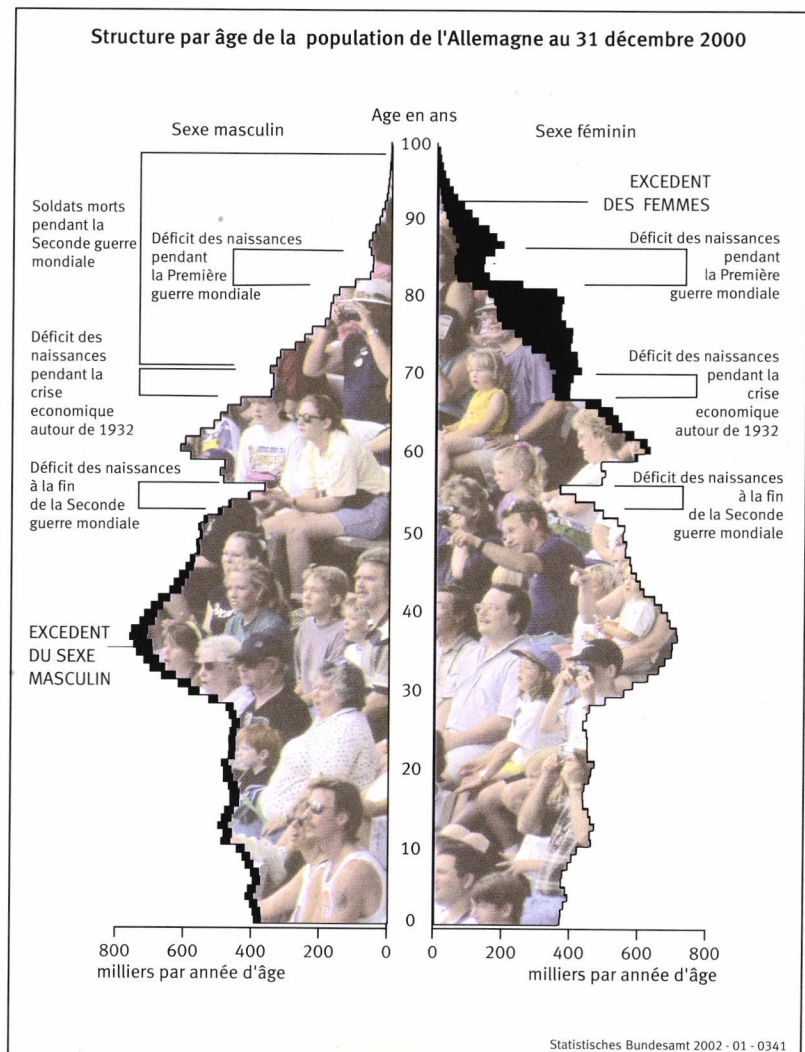 Structure par âge de la population de l'Allemagne au 31 décembre 2000
Age en ans
Sexe masculin
Sexe féminin
100
90
80
70
60
50
40
30
20
10
0
Soldats morts
pendant la
Seconde guerre
mondiale
Déficit des naissances
pendant
la Première
guerre mondiale
Déficit des
naissances
pendant la
crise
economique
autour de 1932
Déficit des naissances
à la fin
de la Seconde
guerre mondiale
EXCEDENT
DU SEXE
MASCULIN
EXCEDENT
DES FEMMES
Déficit des naissances
pendant
la Première
guerre mondiale
Déficit des naissances
pendant la
crise
economique
autour de 1932
Déficit des naissances
à la fin
de la Seconde
guerre mondiale
800 600 400 200 0
milliers par année d'âge
0 200 400 600 800
milliers par année d'âge
Statistisches Bundesamt 2002 - 01 - 0341